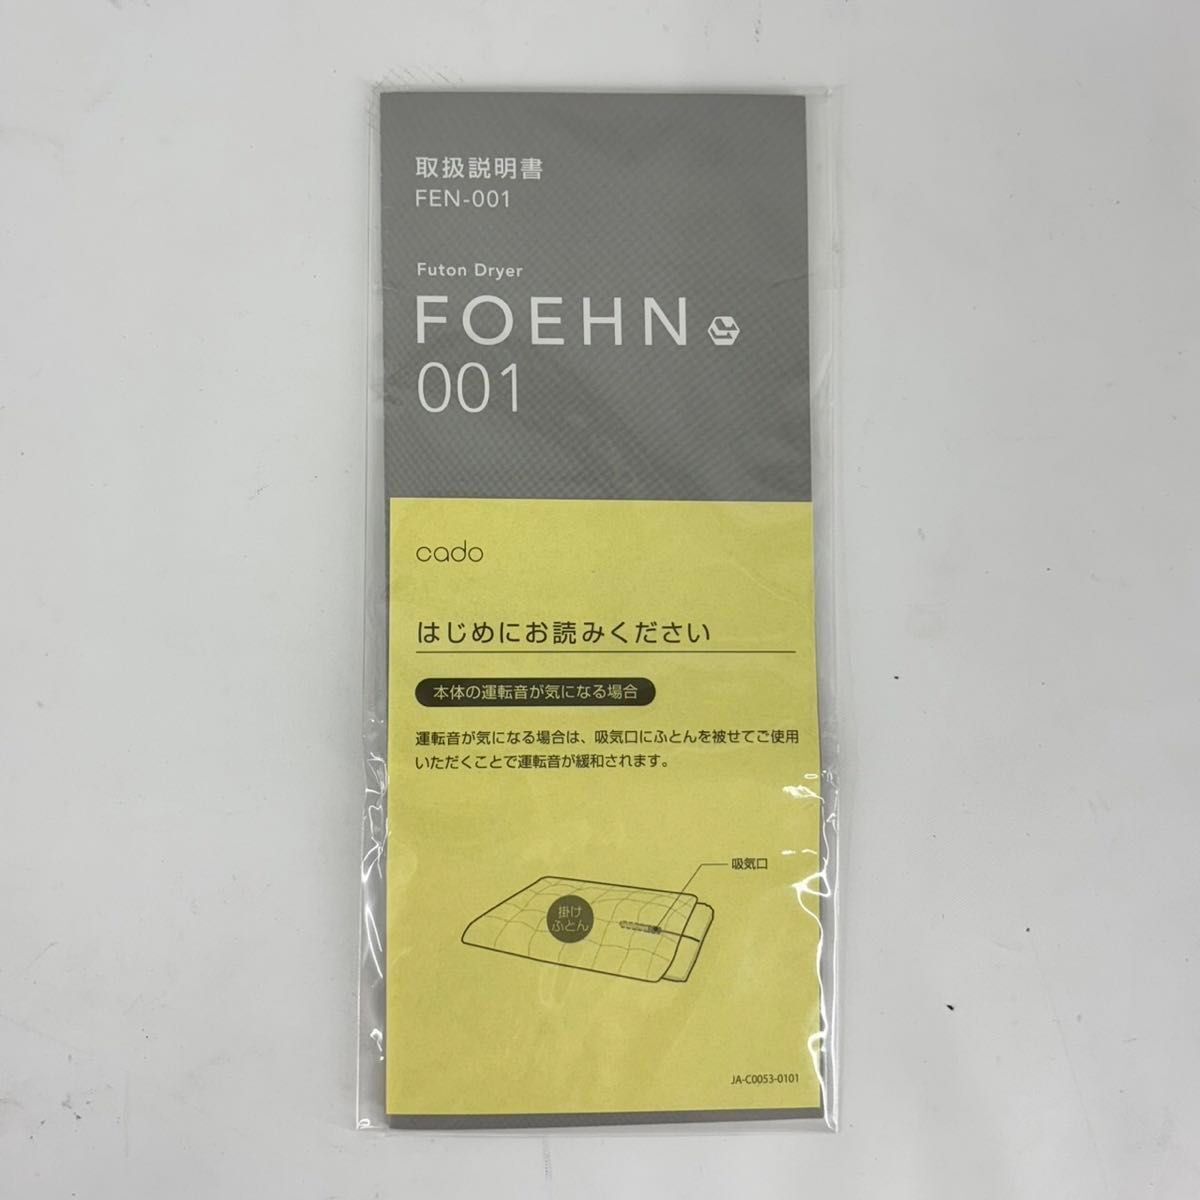 取扱説明書
FEN-001
Futon Dryer
FOEHN
001
cado
はじめにお読みください
本体の運転音が気になる場合
運転音が気になる場合は、吸気口にふとんを被せてご使用
いただくことで運転音が緩和されます。
吸気口
掛け
ふとん
JA-C0053-0101